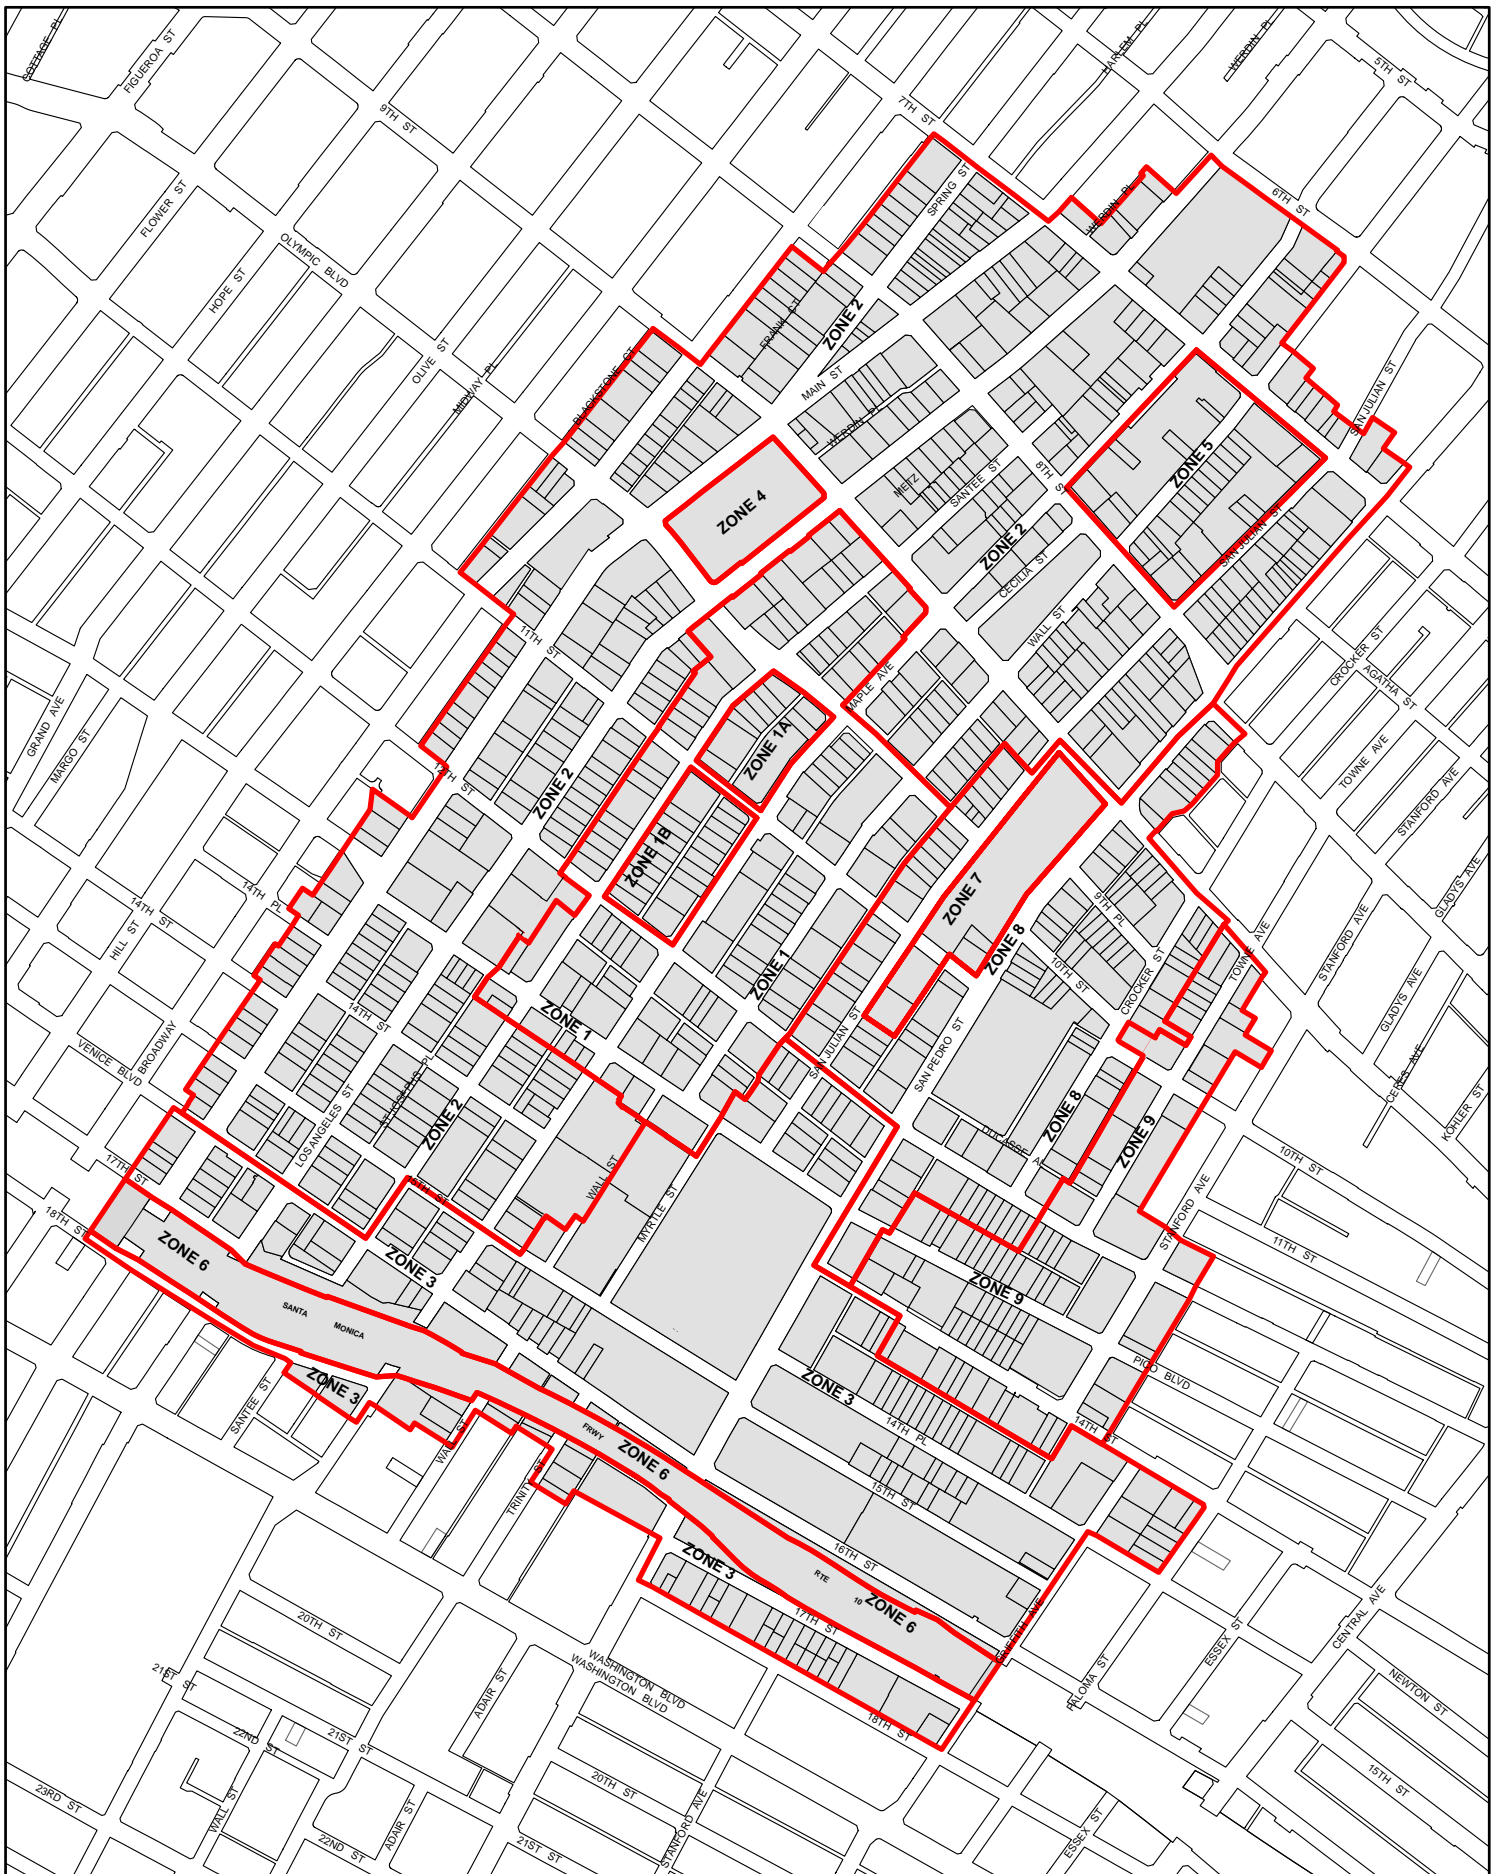 COTTAGE PL
FIGUEROA ST
HARLEM PL
WERDIN PL
5TH ST
9TH ST
7TH ST
SPRING ST
WERDIN PL
6TH ST
FLOWER ST
OLYMPIC BLVD
HOPE ST
FRANK CT
ZONE 2
OLIVE ST
MIDWAY PL
BLACKSTONE CT
MAIN ST
WERDIN PL
SAN JULIAN ST
METZ
SANTEE ST
8TH ST
ZONE 5
ZONE 4
ZONE 2
CECILIA ST
SAN JULIAN ST
11TH ST
WALL ST
CROCKER ST
AGATHA ST
MAPLE AVE
GRAND AVE
MARGO ST
12TH ST
ZONE 2
ZONE 1A
TOWNE AVE
STANFORD AVE
ZONE 1B
14TH PL
14TH ST
HILL ST
ZONE 7
9TH PL
GLADYS AVE
ZONE 8
10TH ST
CROCKER ST
TOWNE AVE
STANFORD AVE
ZONE 1
ZONE 1
14TH ST
GLADYS AVE
VENICE BLVD
BROADWAY
SAN JULIAN ST
SAN PEDRO ST
LOS ANGELES ST
ST JOSEPHS PL
ZONE 2
CERES AVE
KOHLER ST
ZONE 8
DUCASSE AL
ZONE 9
17TH ST
15TH ST
WALL ST
MYRTLE ST
10TH ST
STANFORD AVE
18TH ST
11TH ST
ZONE 6
ZONE 3
ZONE 9
SANTA
MONICA
PICO BLVD
ZONE 3
ZONE 3
SANTEE ST
WALL ST
FRWY
ZONE 6
14TH PL
14TH ST
TRINITY ST
15TH ST
ZONE 3
16TH ST
RTE
10
ZONE 6
17TH ST
GRIFFITH AVE
20TH ST
WASHINGTON BLVD
WASHINGTON BLVD
21ST ST
ADAIR ST
PALOMA ST
ESSEX ST
CENTRAL AVE
NEWTON ST
18TH ST
22ND ST
21ST ST
23RD ST
WALL ST
ADAIR ST
20TH ST
STANFORD AVE
22ND ST
21ST ST
ESSEX ST
15TH ST